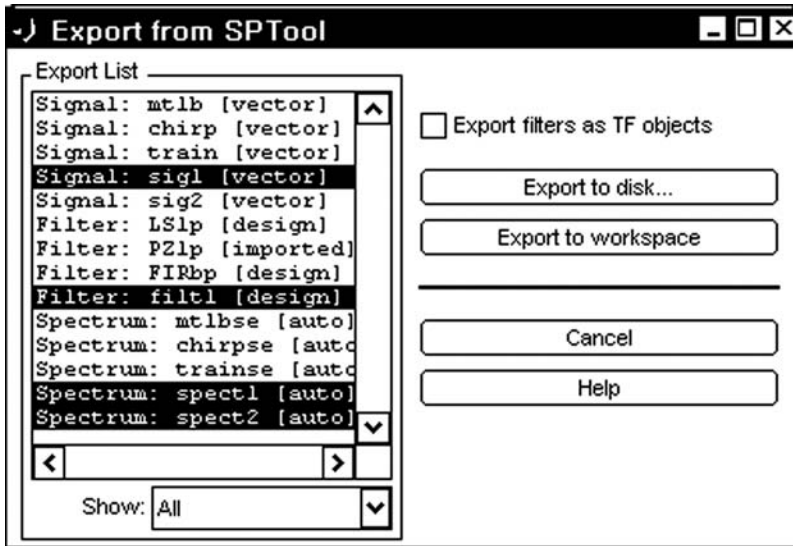 Export from SPTool
Export List
Signal: mtlb [vector]
Signal: chirp [vector]
Signal: train [vector]
Signal: sig1 [vector]
Signal: sig2 [vector]
Filter: LSlp [design]
Filter: PZlp [imported]
Filter: FIRbp [design]
Filter: filt1 [design]
Spectrum: mtlbse [auto]
Spectrum: chirpse [auto
Spectrum: trainse [auto
Spectrum: spect1 [auto]
Spectrum: spect2 [auto]
Show: All
Export filters as TF objects
Export to disk...
Export to workspace
Cancel
Help